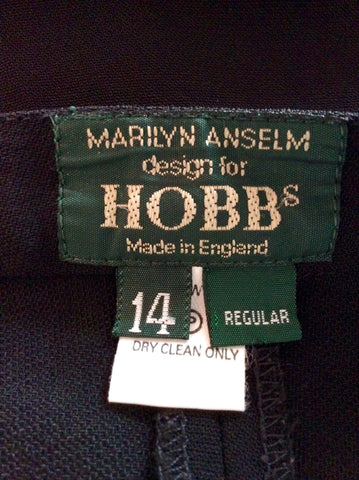 MARILYN ANSELM
design for
HOBBS
Made in England
14
REGULAR
DRY CLEAN ONLY